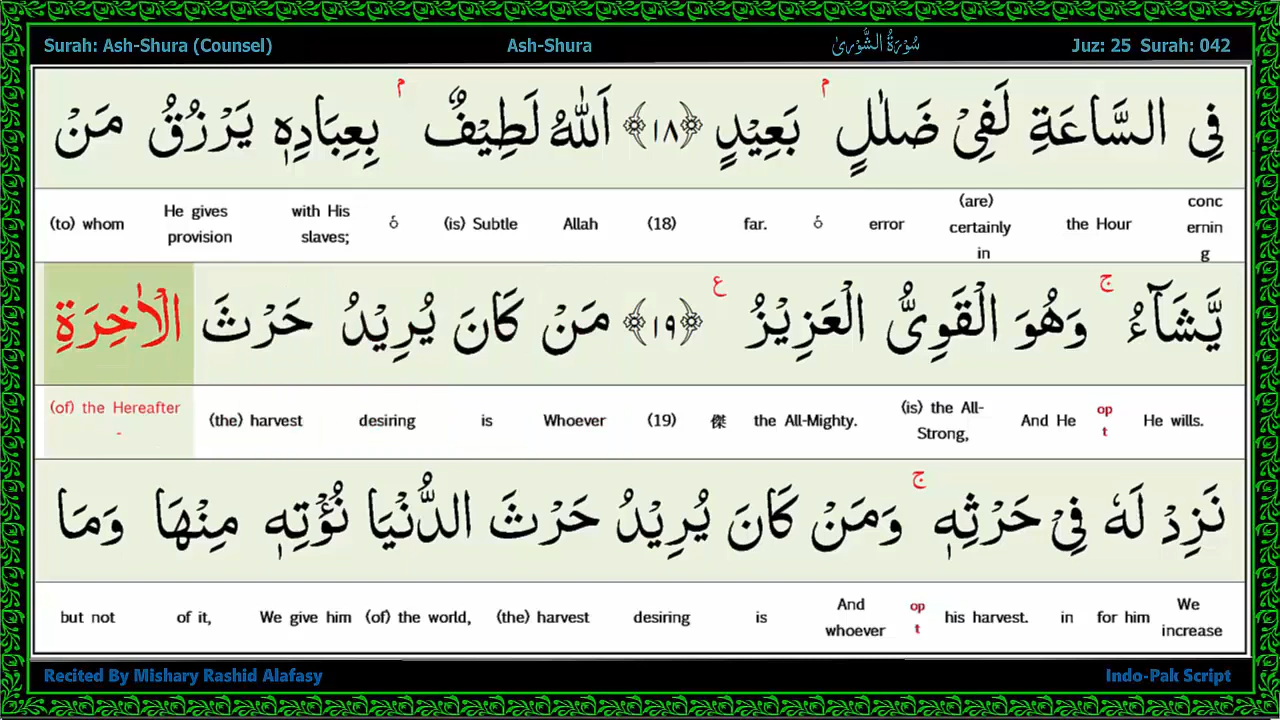 Surah: Ash-Shura (Counsel) Ash-Shura سُوْرَةُ الشُّوْرىٰ Juz: 25 Surah: 042
فِى السَّاعَةِ لَفِىْ ضَلٰلٍۢ ۙ بَعِيْدٍ ﴿۱۸﴾ اَللّٰهُ لَطِيْفٌۢ ۙ بِعِبَادِهٖ يَرْزُقُ مَنْ
(to) whom He gives provision with His slaves; ○ۙ (is) Subtle Allah (18) far. ○ۙ error (are) certainly in the Hour concerning
يَّشَآءُ ۚ وَهُوَ الْقَوِىُّ الْعَزِيْزُ ع ﴿۱۹﴾ مَنْ كَانَ يُرِيْدُ حَرْثَ الْاٰخِرَةِ
(of) the Hereafter - (the) harvest desiring is Whoever (19) the All-Mighty. (is) the All-Strong, And He opt He wills.
نَزِدْ لَهٗ فِىْ حَرْثِهٖ ۚ وَمَنْ كَانَ يُرِيْدُ حَرْثَ الدُّنْيَا نُؤْتِهٖ مِنْهَا وَمَا
but not of it, We give him (of) the world, (the) harvest desiring is And whoever opt his harvest. in for him We increase
Recited By Mishary Rashid Alafasy Indo-Pak Script